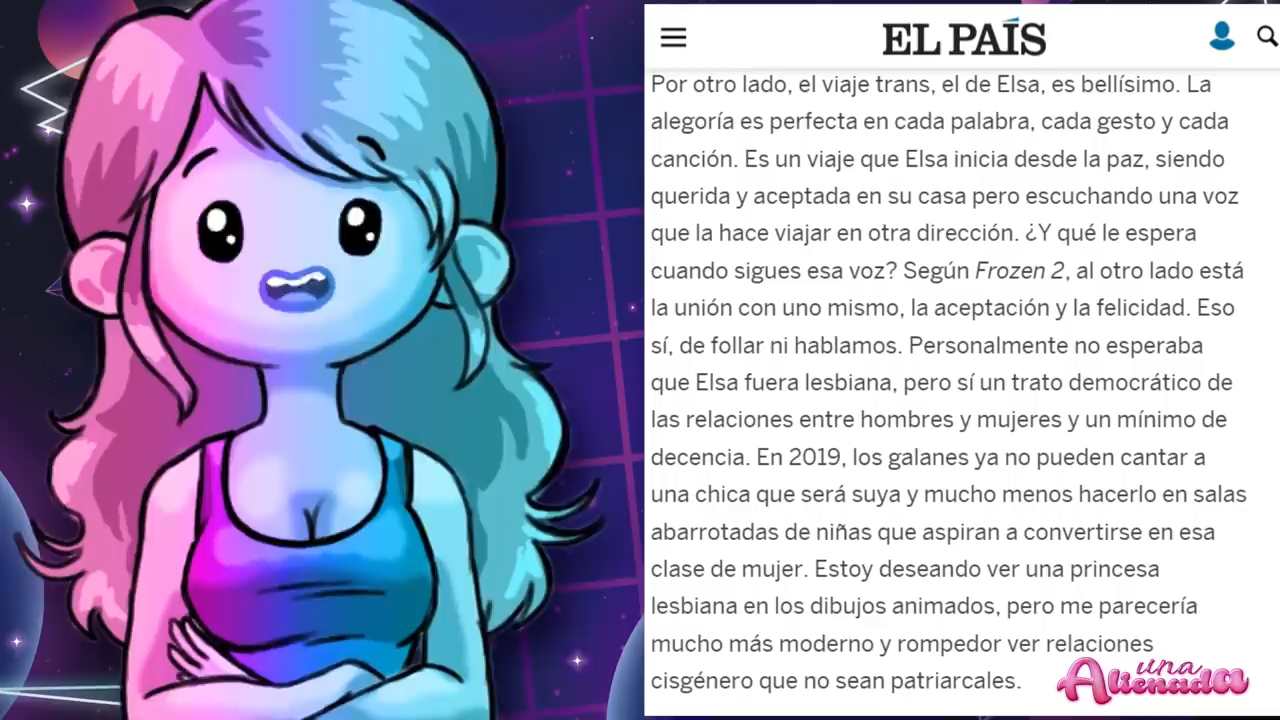 EL PAÍS
Por otro lado, el viaje trans, el de Elsa, es bellísimo. La
alegoría es perfecta en cada palabra, cada gesto y cada
canción. Es un viaje que Elsa inicia desde la paz, siendo
querida y aceptada en su casa pero escuchando una voz
que la hace viajar en otra dirección. ¿Y qué le espera
cuando sigues esa voz? Según Frozen 2, al otro lado está
la unión con uno mismo, la aceptación y la felicidad. Eso
sí, de follar ni hablamos. Personalmente no esperaba
que Elsa fuera lesbiana, pero sí un trato democrático de
las relaciones entre hombres y mujeres y un mínimo de
decencia. En 2019, los galanes ya no pueden cantar a
una chica que será suya y mucho menos hacerlo en salas
abarrotadas de niñas que aspiran a convertirse en esa
clase de mujer. Estoy deseando ver una princesa
lesbiana en los dibujos animados, pero me parecería
mucho más moderno y rompedor ver relaciones
cisgénero que no sean patriarcales.
una
Alienada